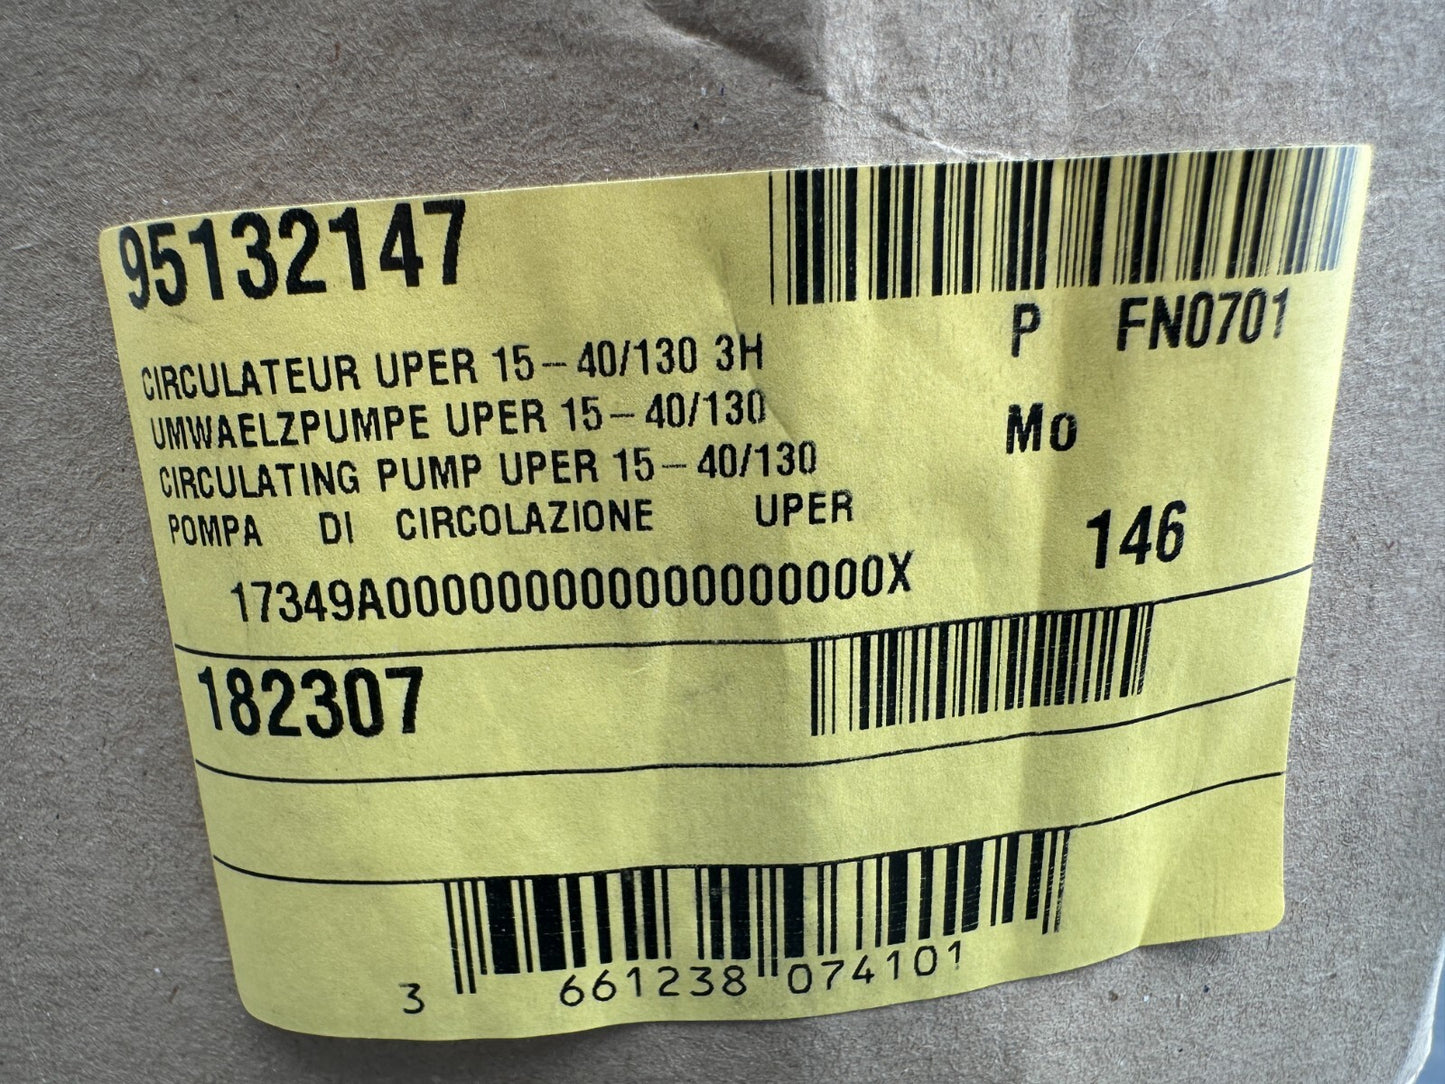 95132147
P FN0701
CIRCULATEUR UPER 15-40/130 3H
UMWAELZPUMPE UPER 15-40/130
Mo
CIRCULATING PUMP UPER 15-40/130
POMPA DI CIRCOLAZIONE UPER
146
17349A000000000000000000X
182307
3 661238 074101